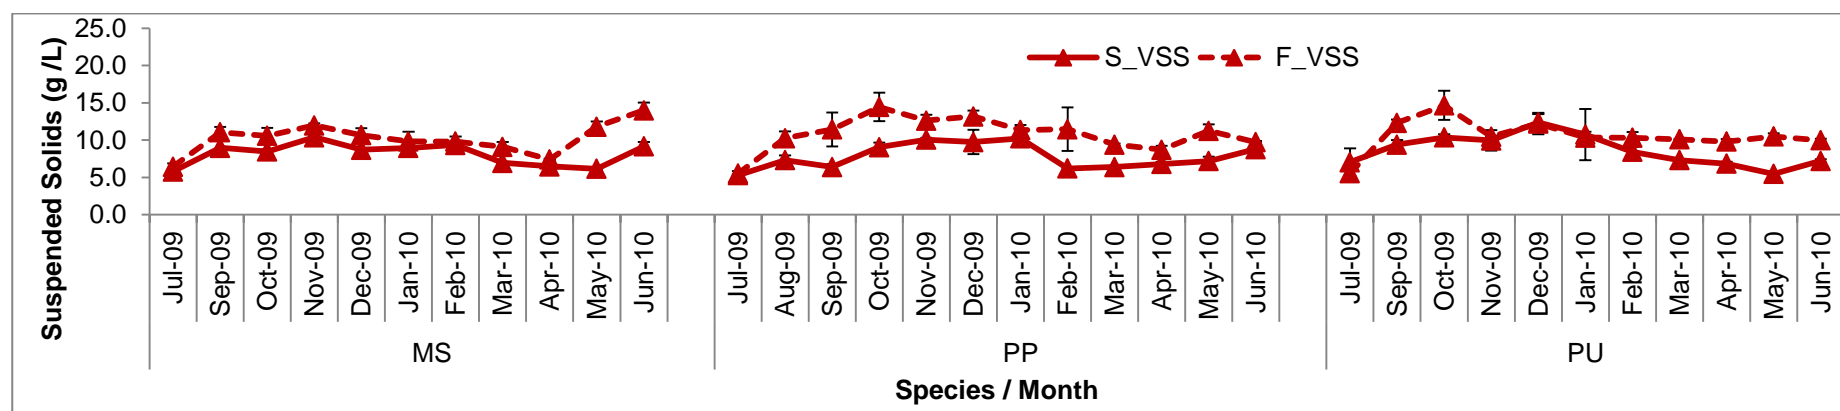 Suspended Solids (g /L)
25.0
20.0
15.0
10.0
5.0
0.0
S_VSS
F_VSS
Jul-09
Sep-09
Oct-09
Nov-09
Dec-09
Jan-10
Feb-10
Mar-10
Apr-10
May-10
Jun-10
Jul-09
Aug-09
Sep-09
Oct-09
Nov-09
Dec-09
Jan-10
Feb-10
Mar-10
Apr-10
May-10
Jun-10
Jul-09
Sep-09
Oct-09
Nov-09
Dec-09
Jan-10
Feb-10
Mar-10
Apr-10
May-10
Jun-10
MS
PP
PU
Species / Month